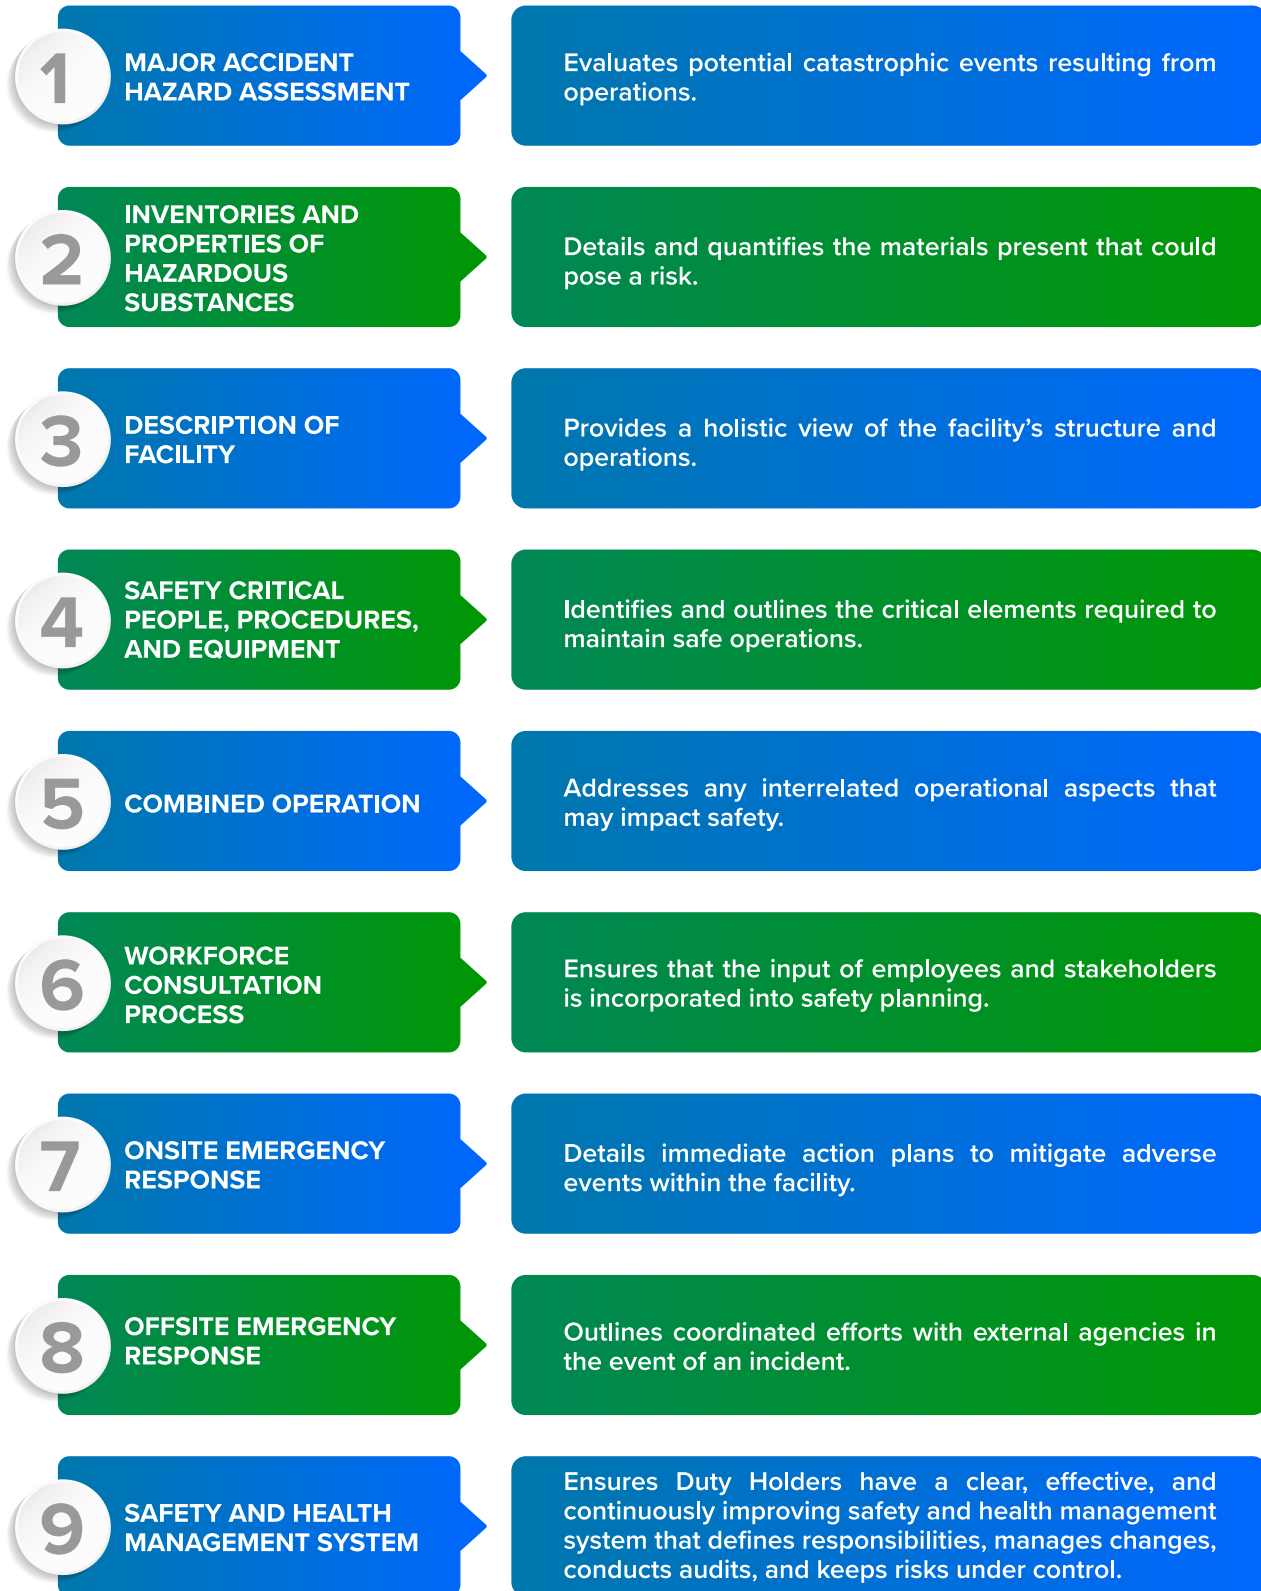 1
MAJOR ACCIDENT
HAZARD ASSESSMENT
Evaluates potential catastrophic events resulting from
operations.
2
INVENTORIES AND
PROPERTIES OF
HAZARDOUS
SUBSTANCES
Details and quantifies the materials present that could
pose a risk.
3
DESCRIPTION OF
FACILITY
Provides a holistic view of the facility’s structure and
operations.
4
SAFETY CRITICAL
PEOPLE, PROCEDURES,
AND EQUIPMENT
Identifies and outlines the critical elements required to
maintain safe operations.
5
COMBINED OPERATION
Addresses any interrelated operational aspects that
may impact safety.
6
WORKFORCE
CONSULTATION
PROCESS
Ensures that the input of employees and stakeholders
is incorporated into safety planning.
7
ONSITE EMERGENCY
RESPONSE
Details immediate action plans to mitigate adverse
events within the facility.
8
OFFSITE EMERGENCY
RESPONSE
Outlines coordinated efforts with external agencies in
the event of an incident.
9
SAFETY AND HEALTH
MANAGEMENT SYSTEM
Ensures Duty Holders have a clear, effective, and
continuously improving safety and health management
system that defines responsibilities, manages changes,
conducts audits, and keeps risks under control.